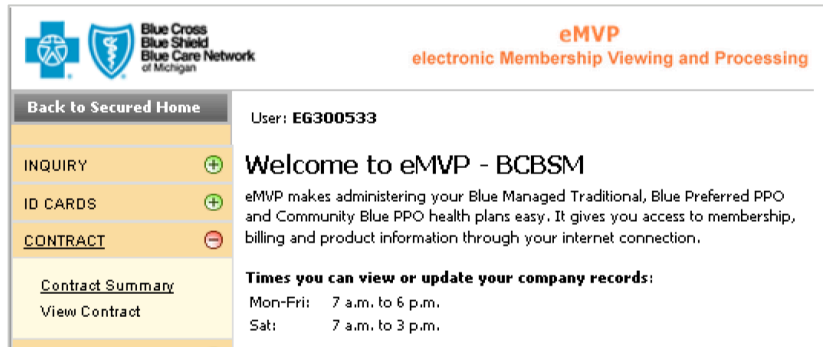 Blue Cross
Blue Shield
Blue Care Network
of Michigan
eMVP
electronic Membership Viewing and Processing
Back to Secured Home
User: EG300533
INQUIRY
ID CARDS
CONTRACT
Contract Summary
View Contract
Welcome to eMVP - BCBSM
eMVP makes administering your Blue Managed Traditional, Blue Preferred PPO
and Community Blue PPO health plans easy. It gives you access to membership,
billing and product information through your internet connection.
Times you can view or update your company records:
Mon-Fri: 7 a.m. to 6 p.m.
Sat: 7 a.m. to 3 p.m.